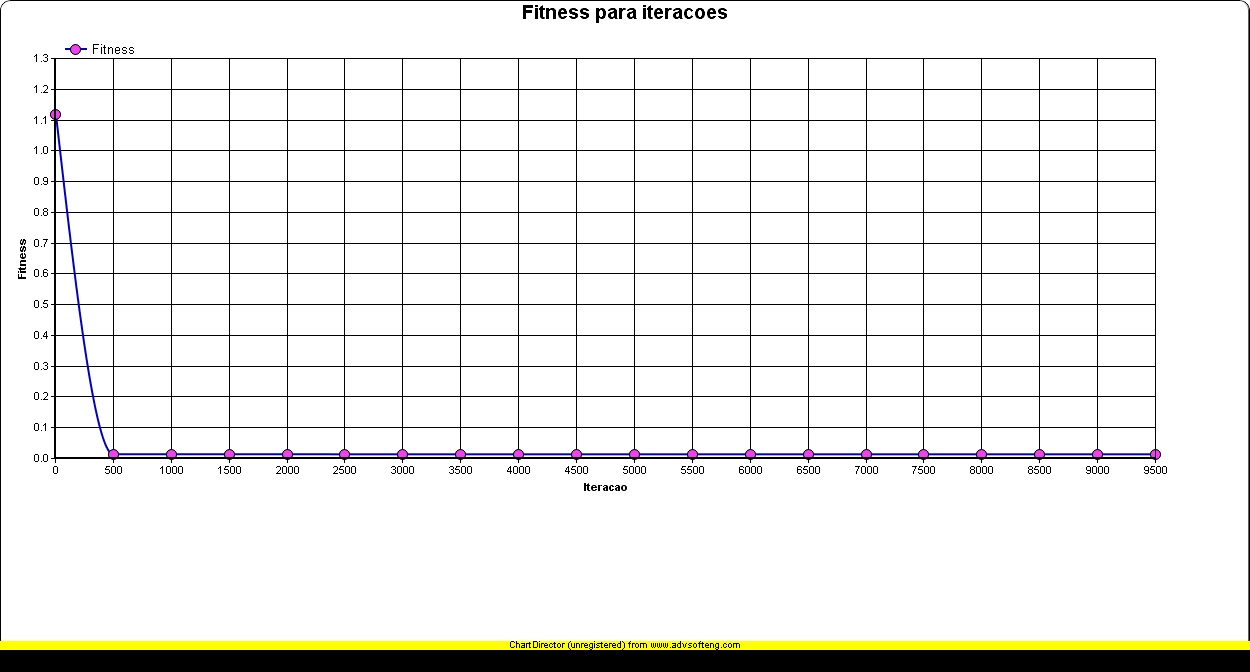 Fitness para iteracoes
Fitness
1.3
1.2
1.1
1.0
0.9
0.8
0.7
0.6
0.5
0.4
0.3
0.2
0.1
0.0
Fitness
0 500 1000 1500 2000 2500 3000 3500 4000 4500 5000 5500 6000 6500 7000 7500 8000 8500 9000 9500
Iteracao
ChartDirector (unregistered) from www.advsofteng.com